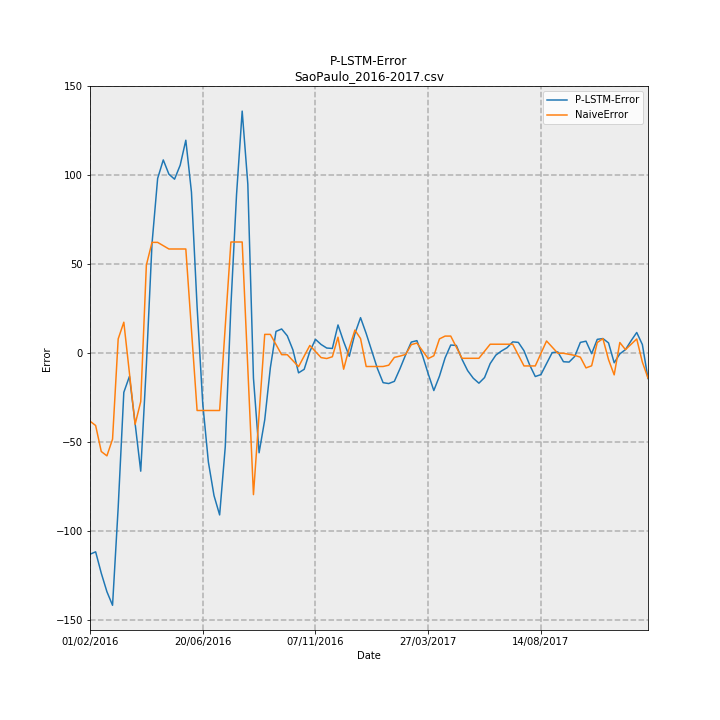 P-LSTM-Error
SaoPaulo_2016-2017.csv
P-LSTM-Error
NaiveError
150
100
50
0
−50
−100
−150
Error
01/02/2016
20/06/2016
07/11/2016
27/03/2017
14/08/2017
Date